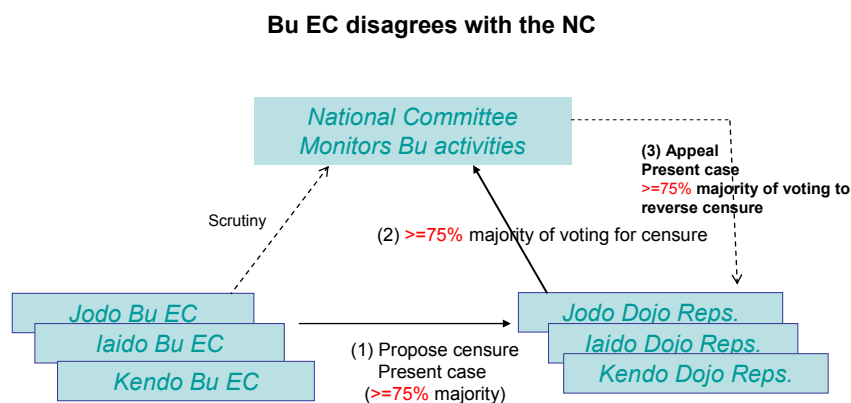 Bu EC disagrees with the NC
National Committee
Monitors Bu activities
(3) Appeal
Present case
>=75% majority of voting to
reverse censure
Scrutiny
(2) >=75% majority of voting for censure
Jodo Bu EC
Iaido Bu EC
Kendo Bu EC
(1) Propose censure
Present case
(>=75% majority)
Jodo Dojo Reps.
Iaido Dojo Reps.
Kendo Dojo Reps.